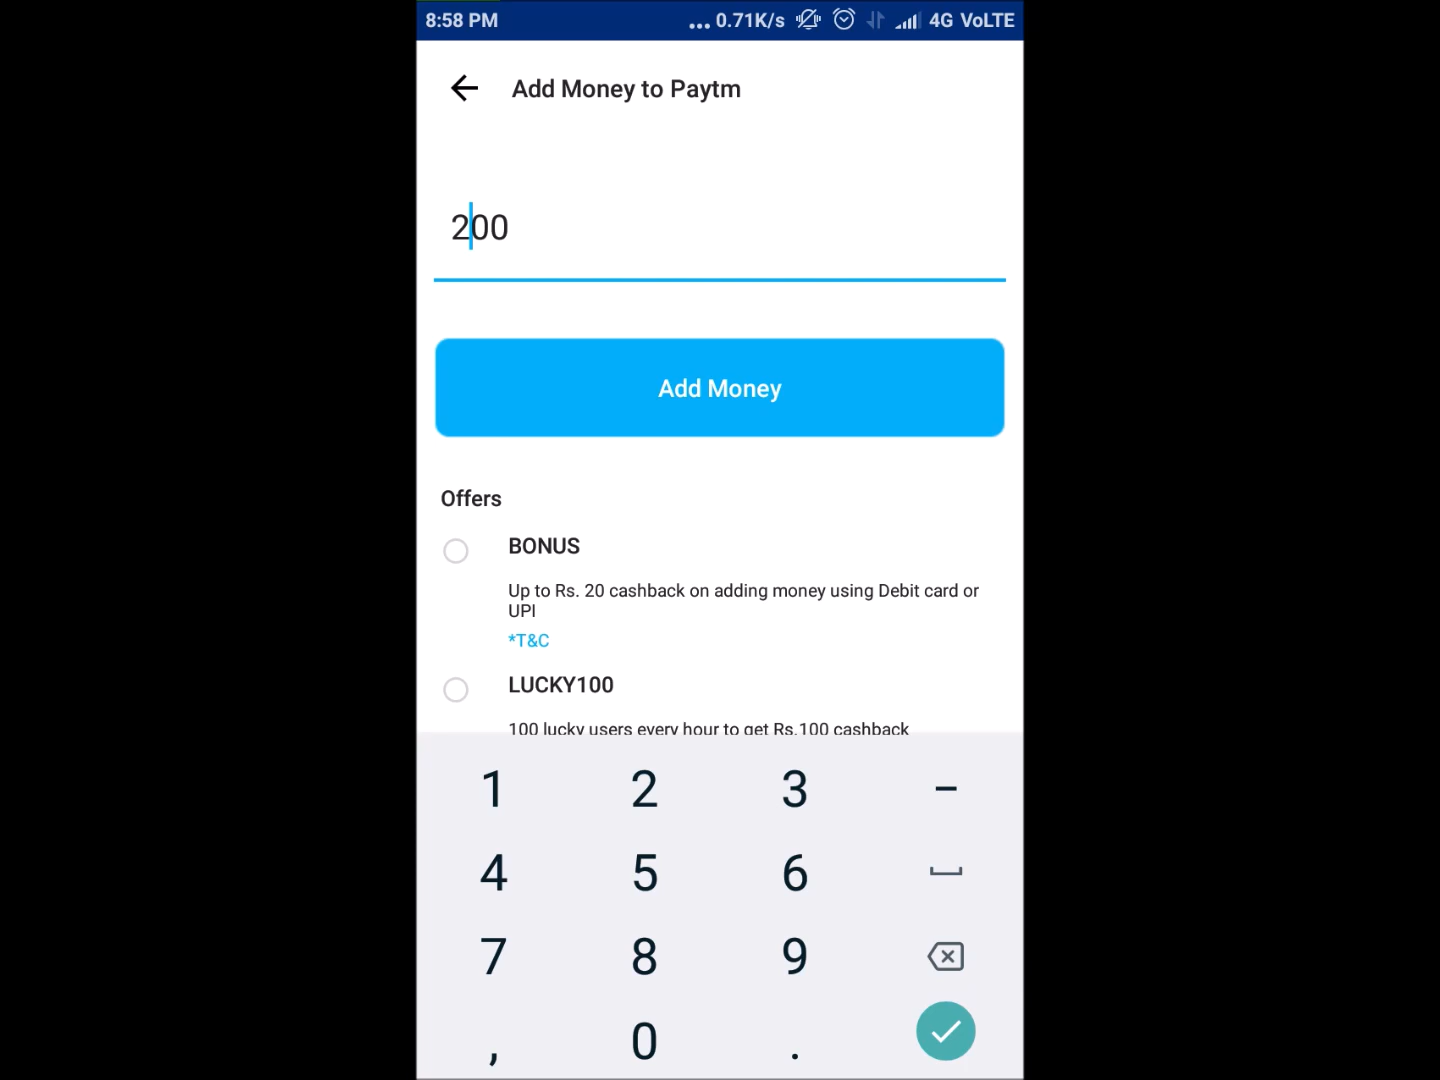 8:58 PM ... 0.71K/s 4G VoLTE
Add Money to Paytm
200
Add Money
Offers
BONUS
Up to Rs. 20 cashback on adding money using Debit card or
UPI
*T&C
LUCKY100
100 lucky users every hour to get Rs.100 cashback
1 2 3 -
4 5 6
7 8 9
, 0 .